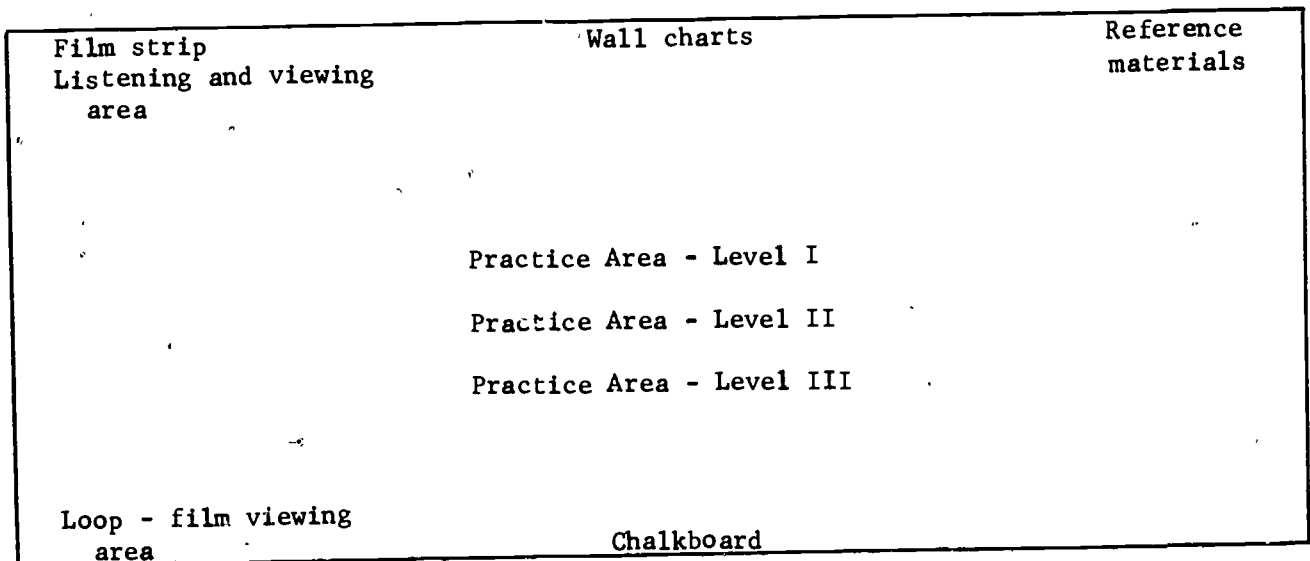 Film strip
Listening and viewing
area
Wall charts
Reference
materials
Practice Area - Level I
Practice Area - Level II
Practice Area - Level III
Loop - film viewing
area
Chalkboard